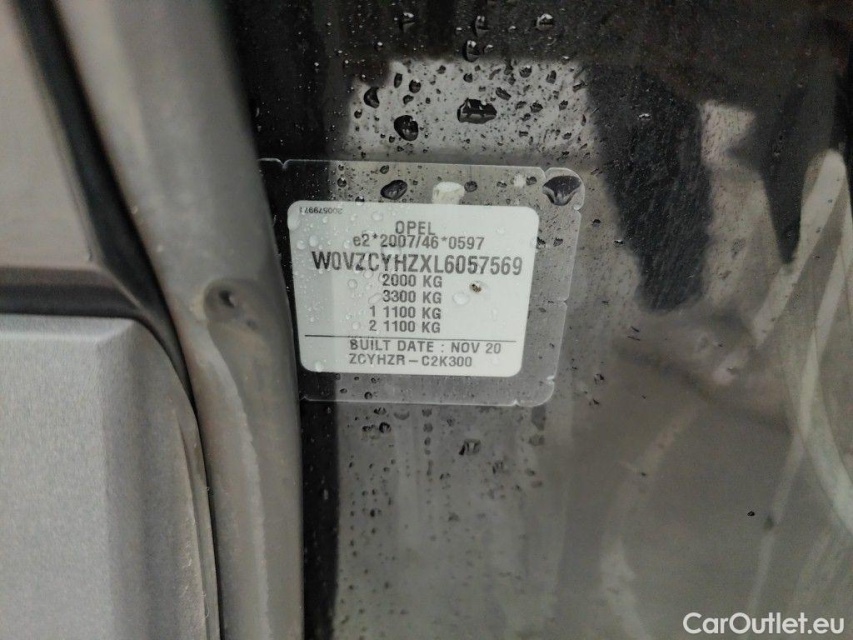 OPEL
e2*2007/46*0597
W0VZCYHZXL6057569
2000 KG
3300 KG
1 1100 KG
2 1100 KG
BUILT DATE : NOV 20
ZCYHZR-C2K300
CarOutlet.eu